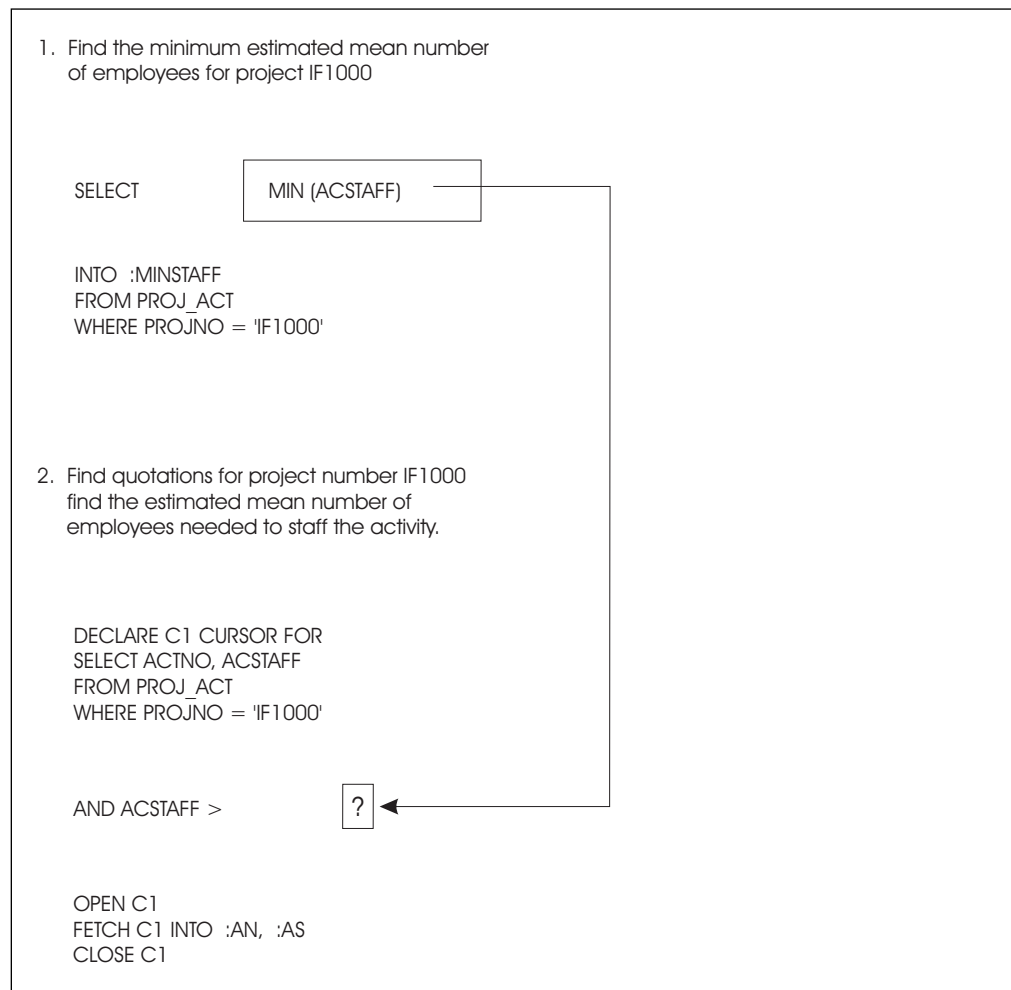 1. Find the minimum estimated mean number
of employees for project IF1000
SELECT MIN (ACSTAFF)
INTO :MINSTAFF
FROM PROJ_ACT
WHERE PROJNO = 'IF1000'
2. Find quotations for project number IF1000
find the estimated mean number of
employees needed to staff the activity.
DECLARE C1 CURSOR FOR
SELECT ACTNO, ACSTAFF
FROM PROJ_ACT
WHERE PROJNO = 'IF1000'
AND ACSTAFF > ?
OPEN C1
FETCH C1 INTO :AN, :AS
CLOSE C1